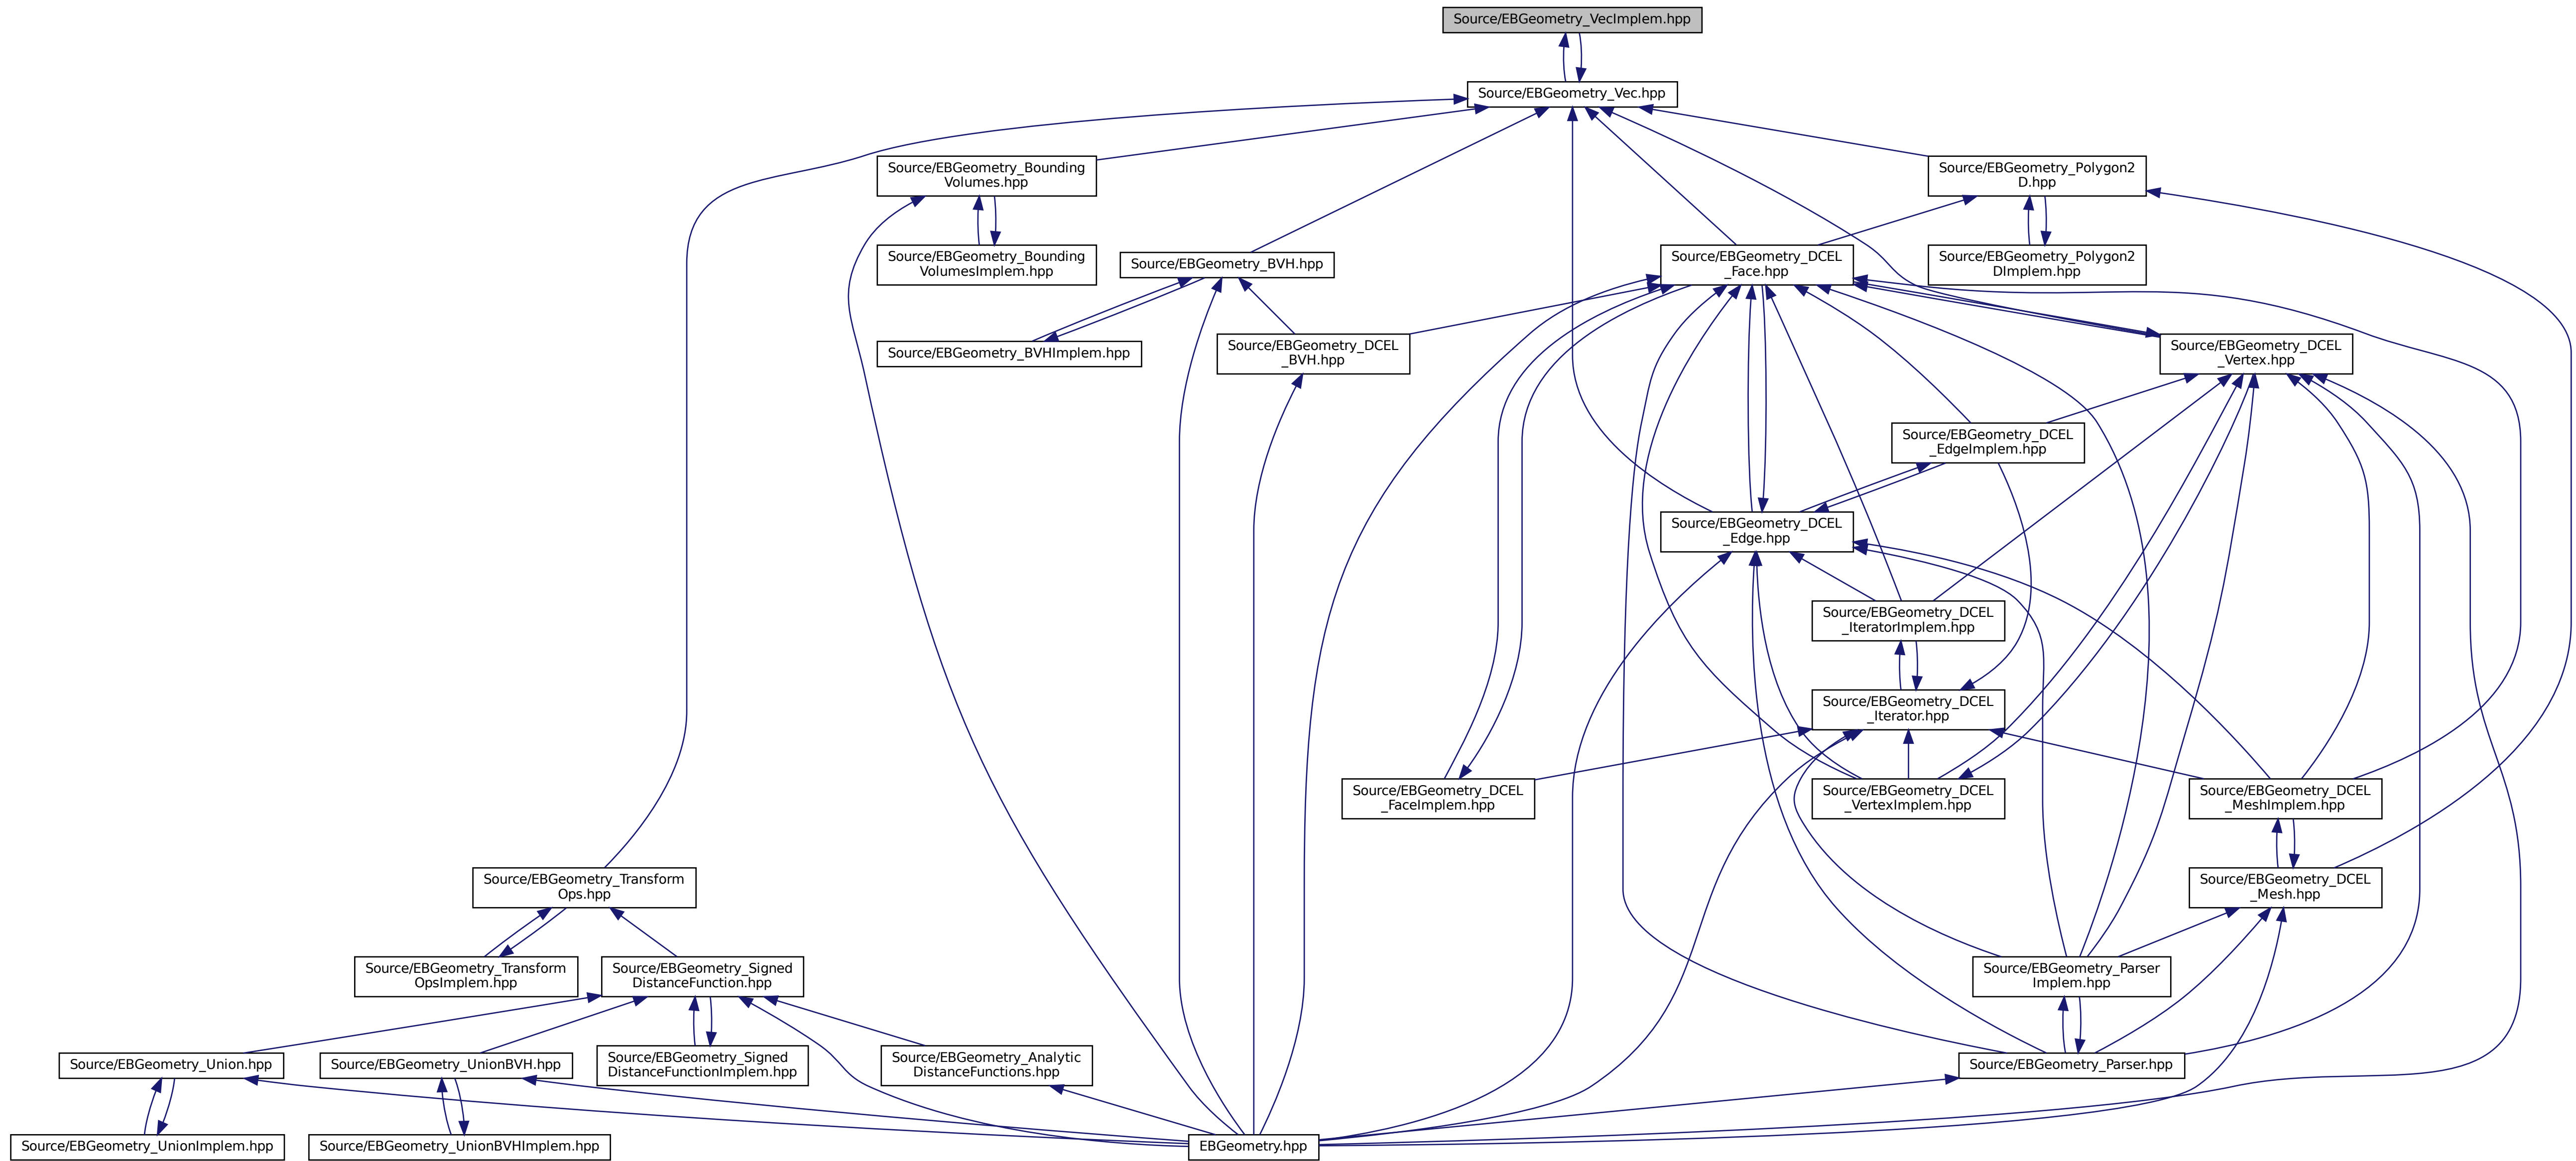 Source/EBGeometry_VecImplem.hpp
Source/EBGeometry_Vec.hpp
Source/EBGeometry_Bounding
Volumes.hpp
Source/EBGeometry_Polygon2
D.hpp
Source/EBGeometry_Bounding
VolumesImplem.hpp
Source/EBGeometry_BVH.hpp
Source/EBGeometry_DCEL
_Face.hpp
Source/EBGeometry_Polygon2
DImplem.hpp
Source/EBGeometry_BVHImplem.hpp
Source/EBGeometry_DCEL
_BVH.hpp
Source/EBGeometry_DCEL
_Vertex.hpp
Source/EBGeometry_DCEL
_EdgeImplem.hpp
Source/EBGeometry_DCEL
_Edge.hpp
Source/EBGeometry_DCEL
_IteratorImplem.hpp
Source/EBGeometry_DCEL
_Iterator.hpp
Source/EBGeometry_DCEL
_FaceImplem.hpp
Source/EBGeometry_DCEL
_VertexImplem.hpp
Source/EBGeometry_DCEL
_MeshImplem.hpp
Source/EBGeometry_Transform
Ops.hpp
Source/EBGeometry_DCEL
_Mesh.hpp
Source/EBGeometry_Transform
OpsImplem.hpp
Source/EBGeometry_Signed
DistanceFunction.hpp
Source/EBGeometry_Parser
Implem.hpp
Source/EBGeometry_Union.hpp
Source/EBGeometry_UnionBVH.hpp
Source/EBGeometry_Signed
DistanceFunctionImplem.hpp
Source/EBGeometry_Analytic
DistanceFunctions.hpp
Source/EBGeometry_Parser.hpp
Source/EBGeometry_UnionImplem.hpp
Source/EBGeometry_UnionBVHImplem.hpp
EBGeometry.hpp